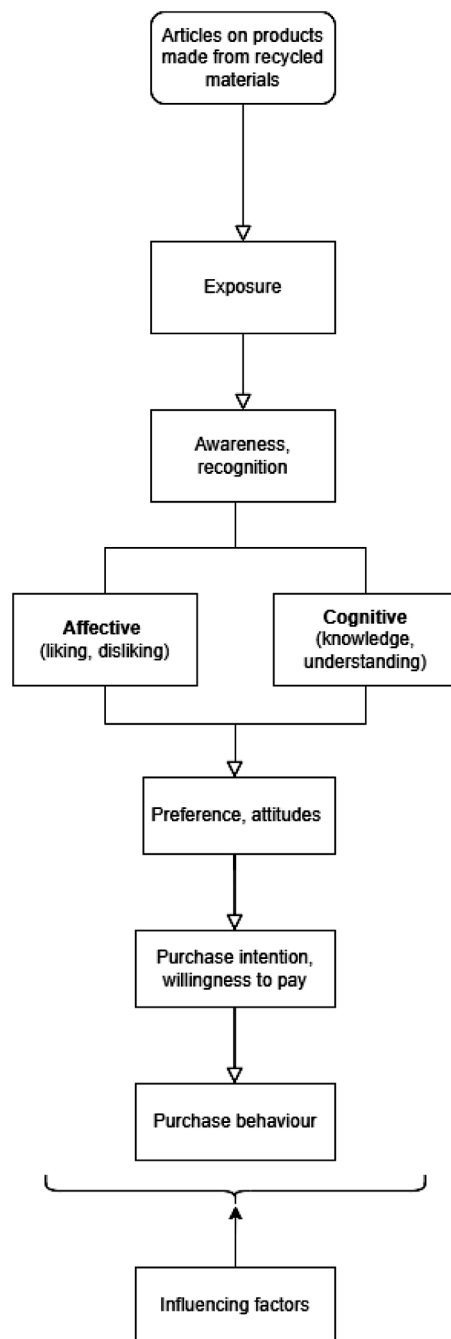 Articles on products
made from recycled
materials
Exposure
Awareness,
recognition
Affective
(liking, disliking)
Cognitive
(knowledge,
understanding)
Preference, attitudes
Purchase intention,
willingness to pay
Purchase behaviour
Influencing factors